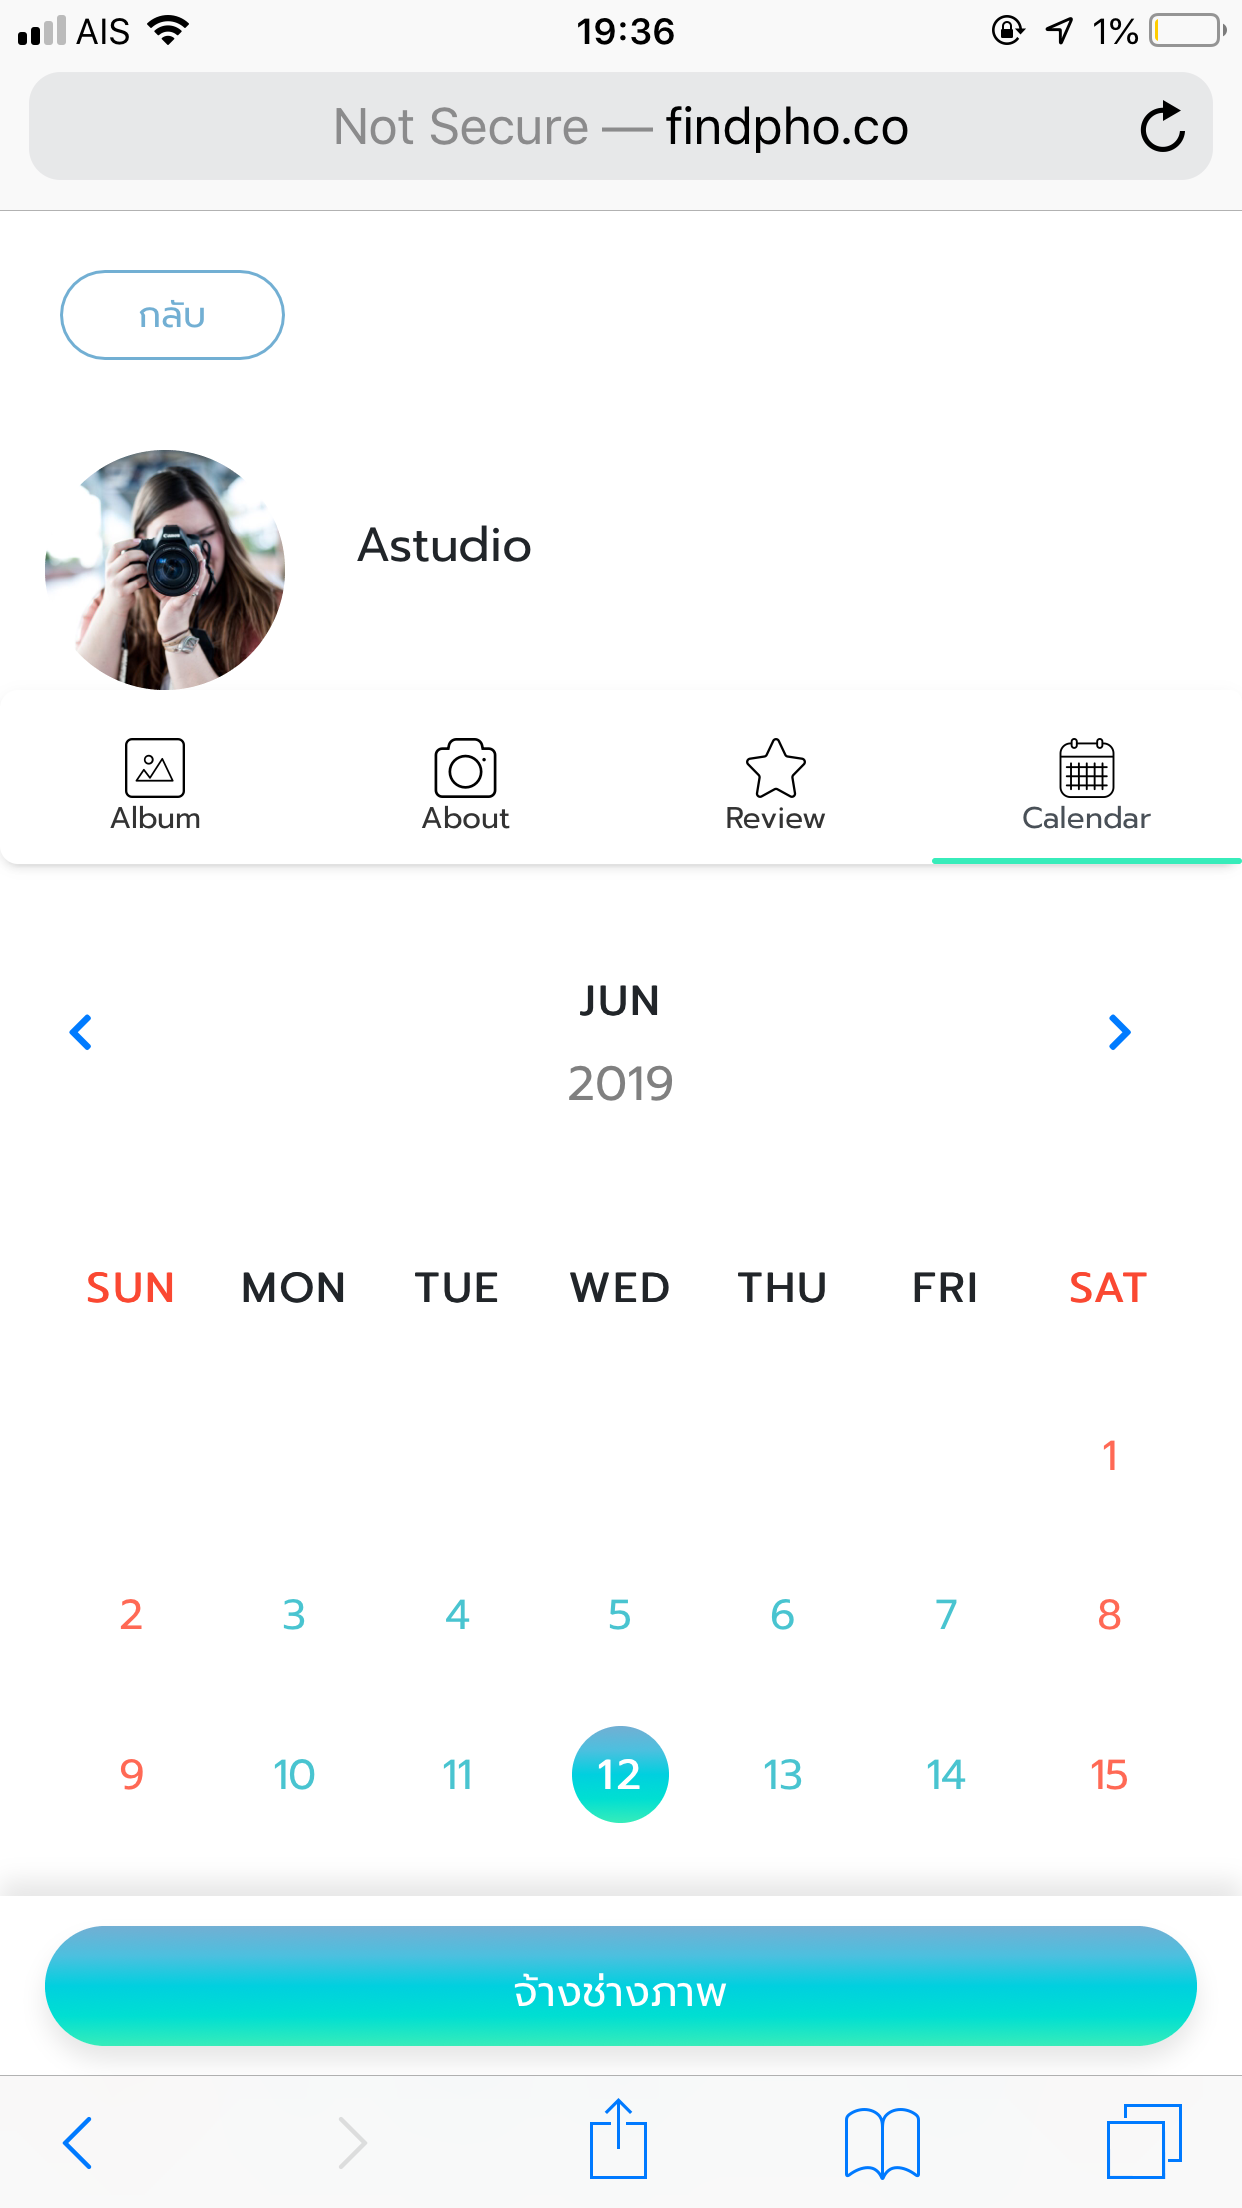 AIS 19:36 1%
Not Secure — findpho.co
กลับ
Astudio
Album About Review Calendar
JUN
2019
SUN MON TUE WED THU FRI SAT
1
2 3 4 5 6 7 8
9 10 11 12 13 14 15
จ้างช่างภาพ